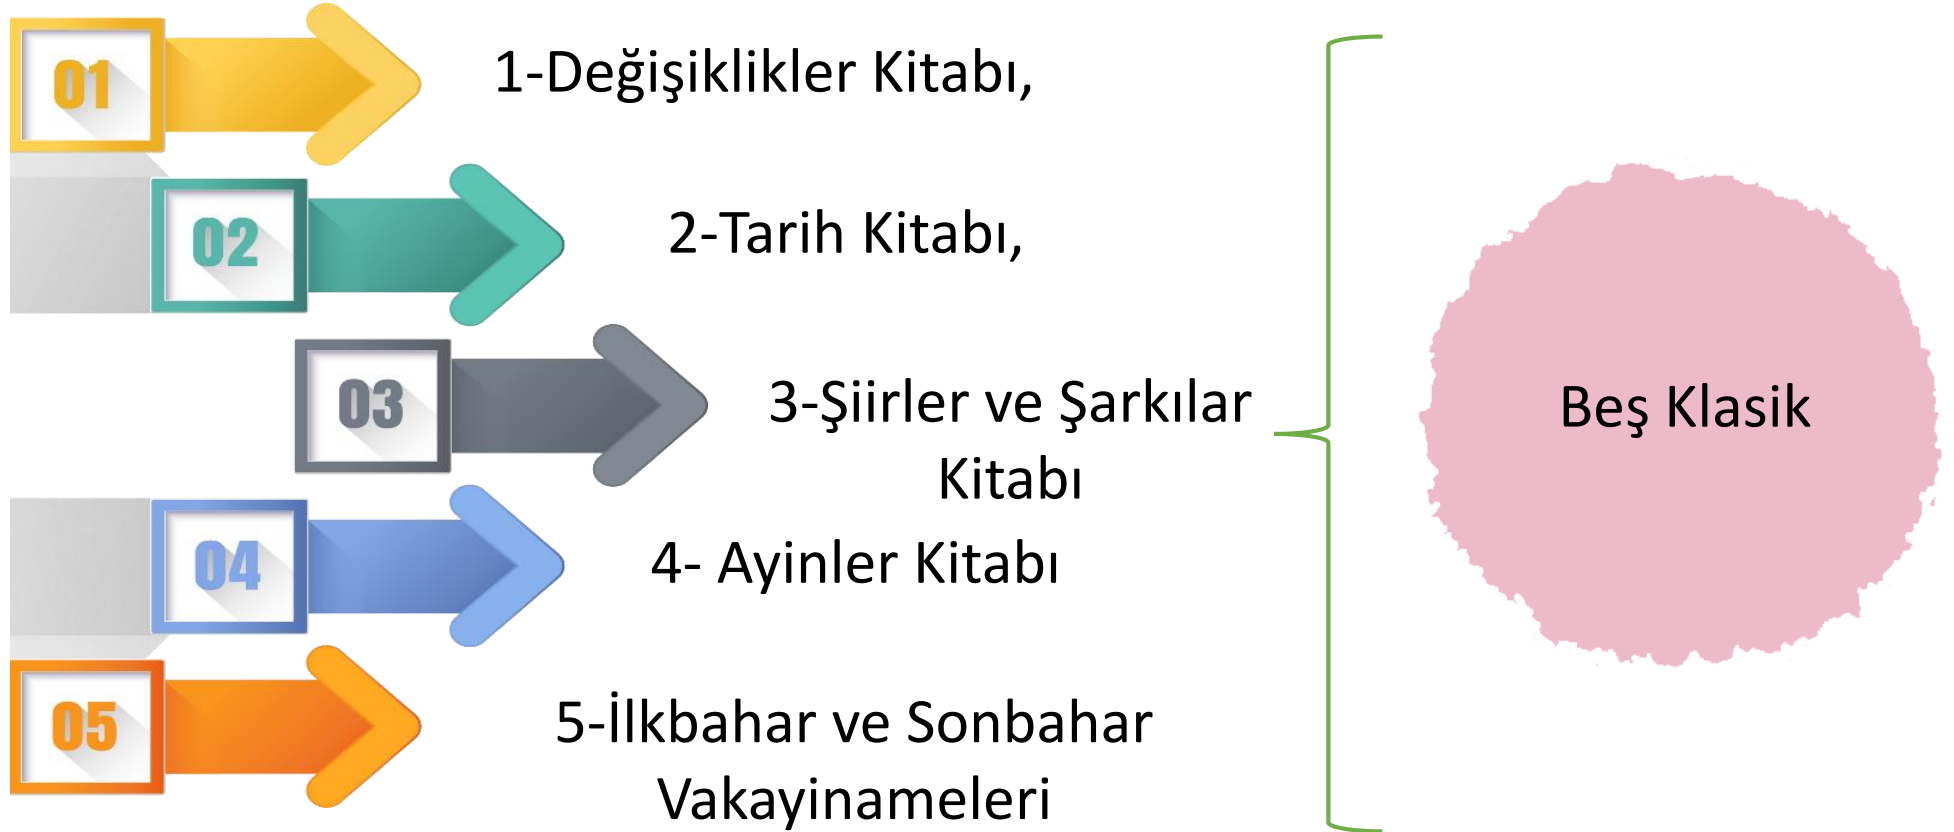 01
1-Değişiklikler Kitabı,
02
2-Tarih Kitabı,
03
3-Şiirler ve Şarkılar
Kitabı
04
4- Ayinler Kitabı
05
5-İlkbahar ve Sonbahar
Vakayinameleri
Beş Klasik